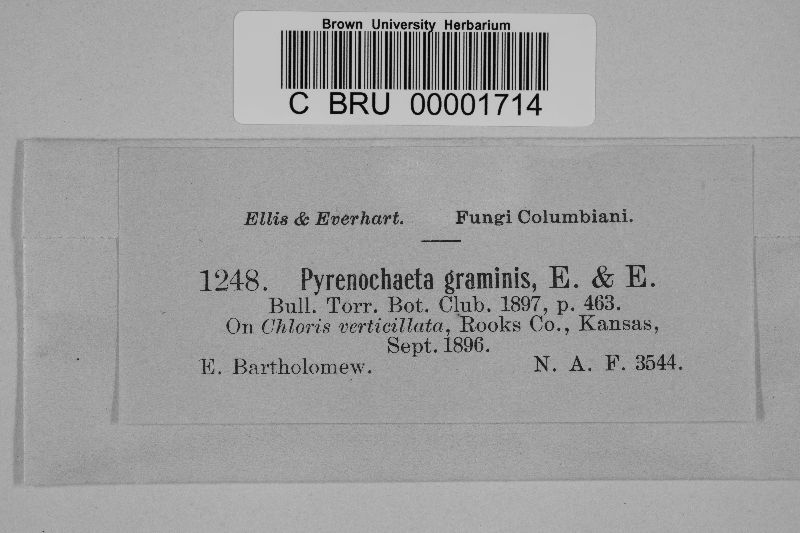 Brown University Herbarium
C BRU 00001714
Ellis & Everhart. Fungi Columbiani.
1248. Pyrenochaeta graminis, E. & E.
Bull. Torr. Bot. Club. 1897, p. 463.
On Chloris verticillata, Rooks Co., Kansas,
Sept. 1896.
E. Bartholomew. N. A. F. 3544.